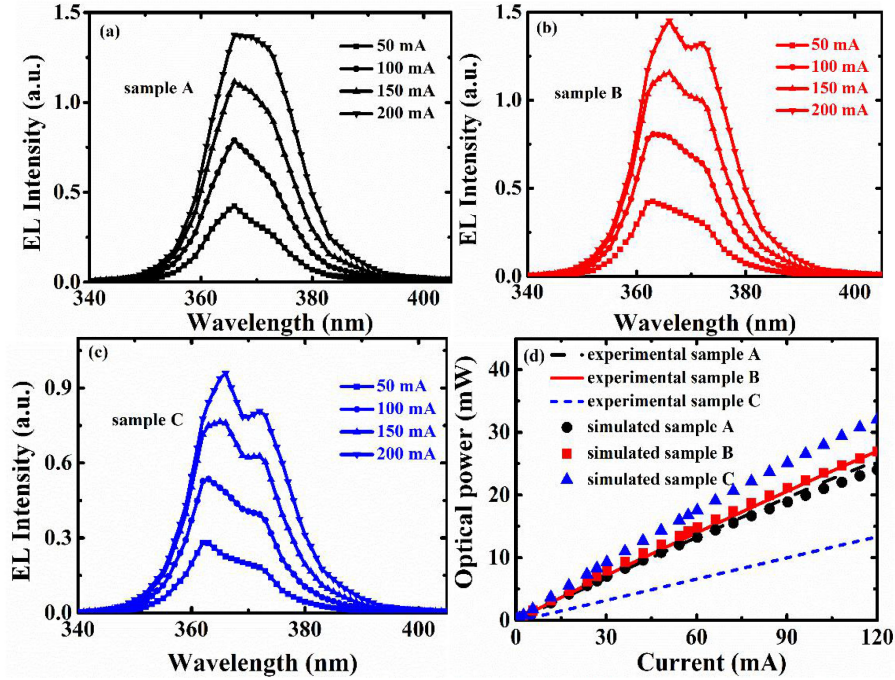 (a)
sample A
50 mA
100 mA
150 mA
200 mA
EL Intensity (a.u.)
1.5
1.0
0.5
0.0
340 360 380 400
Wavelength (nm)
(b)
sample B
50 mA
100 mA
150 mA
200 mA
EL Intensity (a.u.)
1.5
1.0
0.5
0.0
340 360 380 400
Wavelength (nm)
(c)
sample C
50 mA
100 mA
150 mA
200 mA
EL Intensity (a.u.)
0.9
0.6
0.3
0.0
340 360 380 400
Wavelength (nm)
(d)
experimental sample A
experimental sample B
experimental sample C
simulated sample A
simulated sample B
simulated sample C
Optical power (mW)
40
30
20
10
0
0 30 60 90 120
Current (mA)